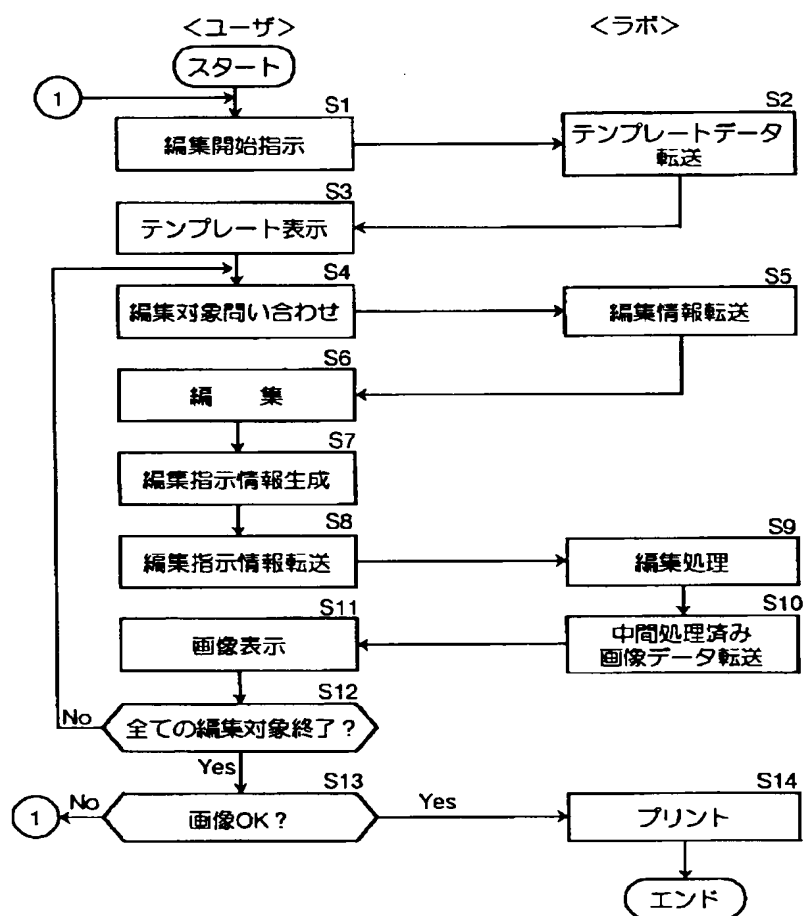 ＜ユーザ＞
＜ラボ＞
スタート
1
S1
編集開始指示
S2
テンプレートデータ
転送
S3
テンプレート表示
S4
編集対象問い合わせ
S5
編集情報転送
S6
編　　集
S7
編集指示情報生成
S8
編集指示情報転送
S9
編集処理
S10
中間処理済み
画像データ転送
S11
画像表示
S12
全ての編集対象終了？
No
Yes
S13
画像OK？
No
1
Yes
S14
プリント
エンド